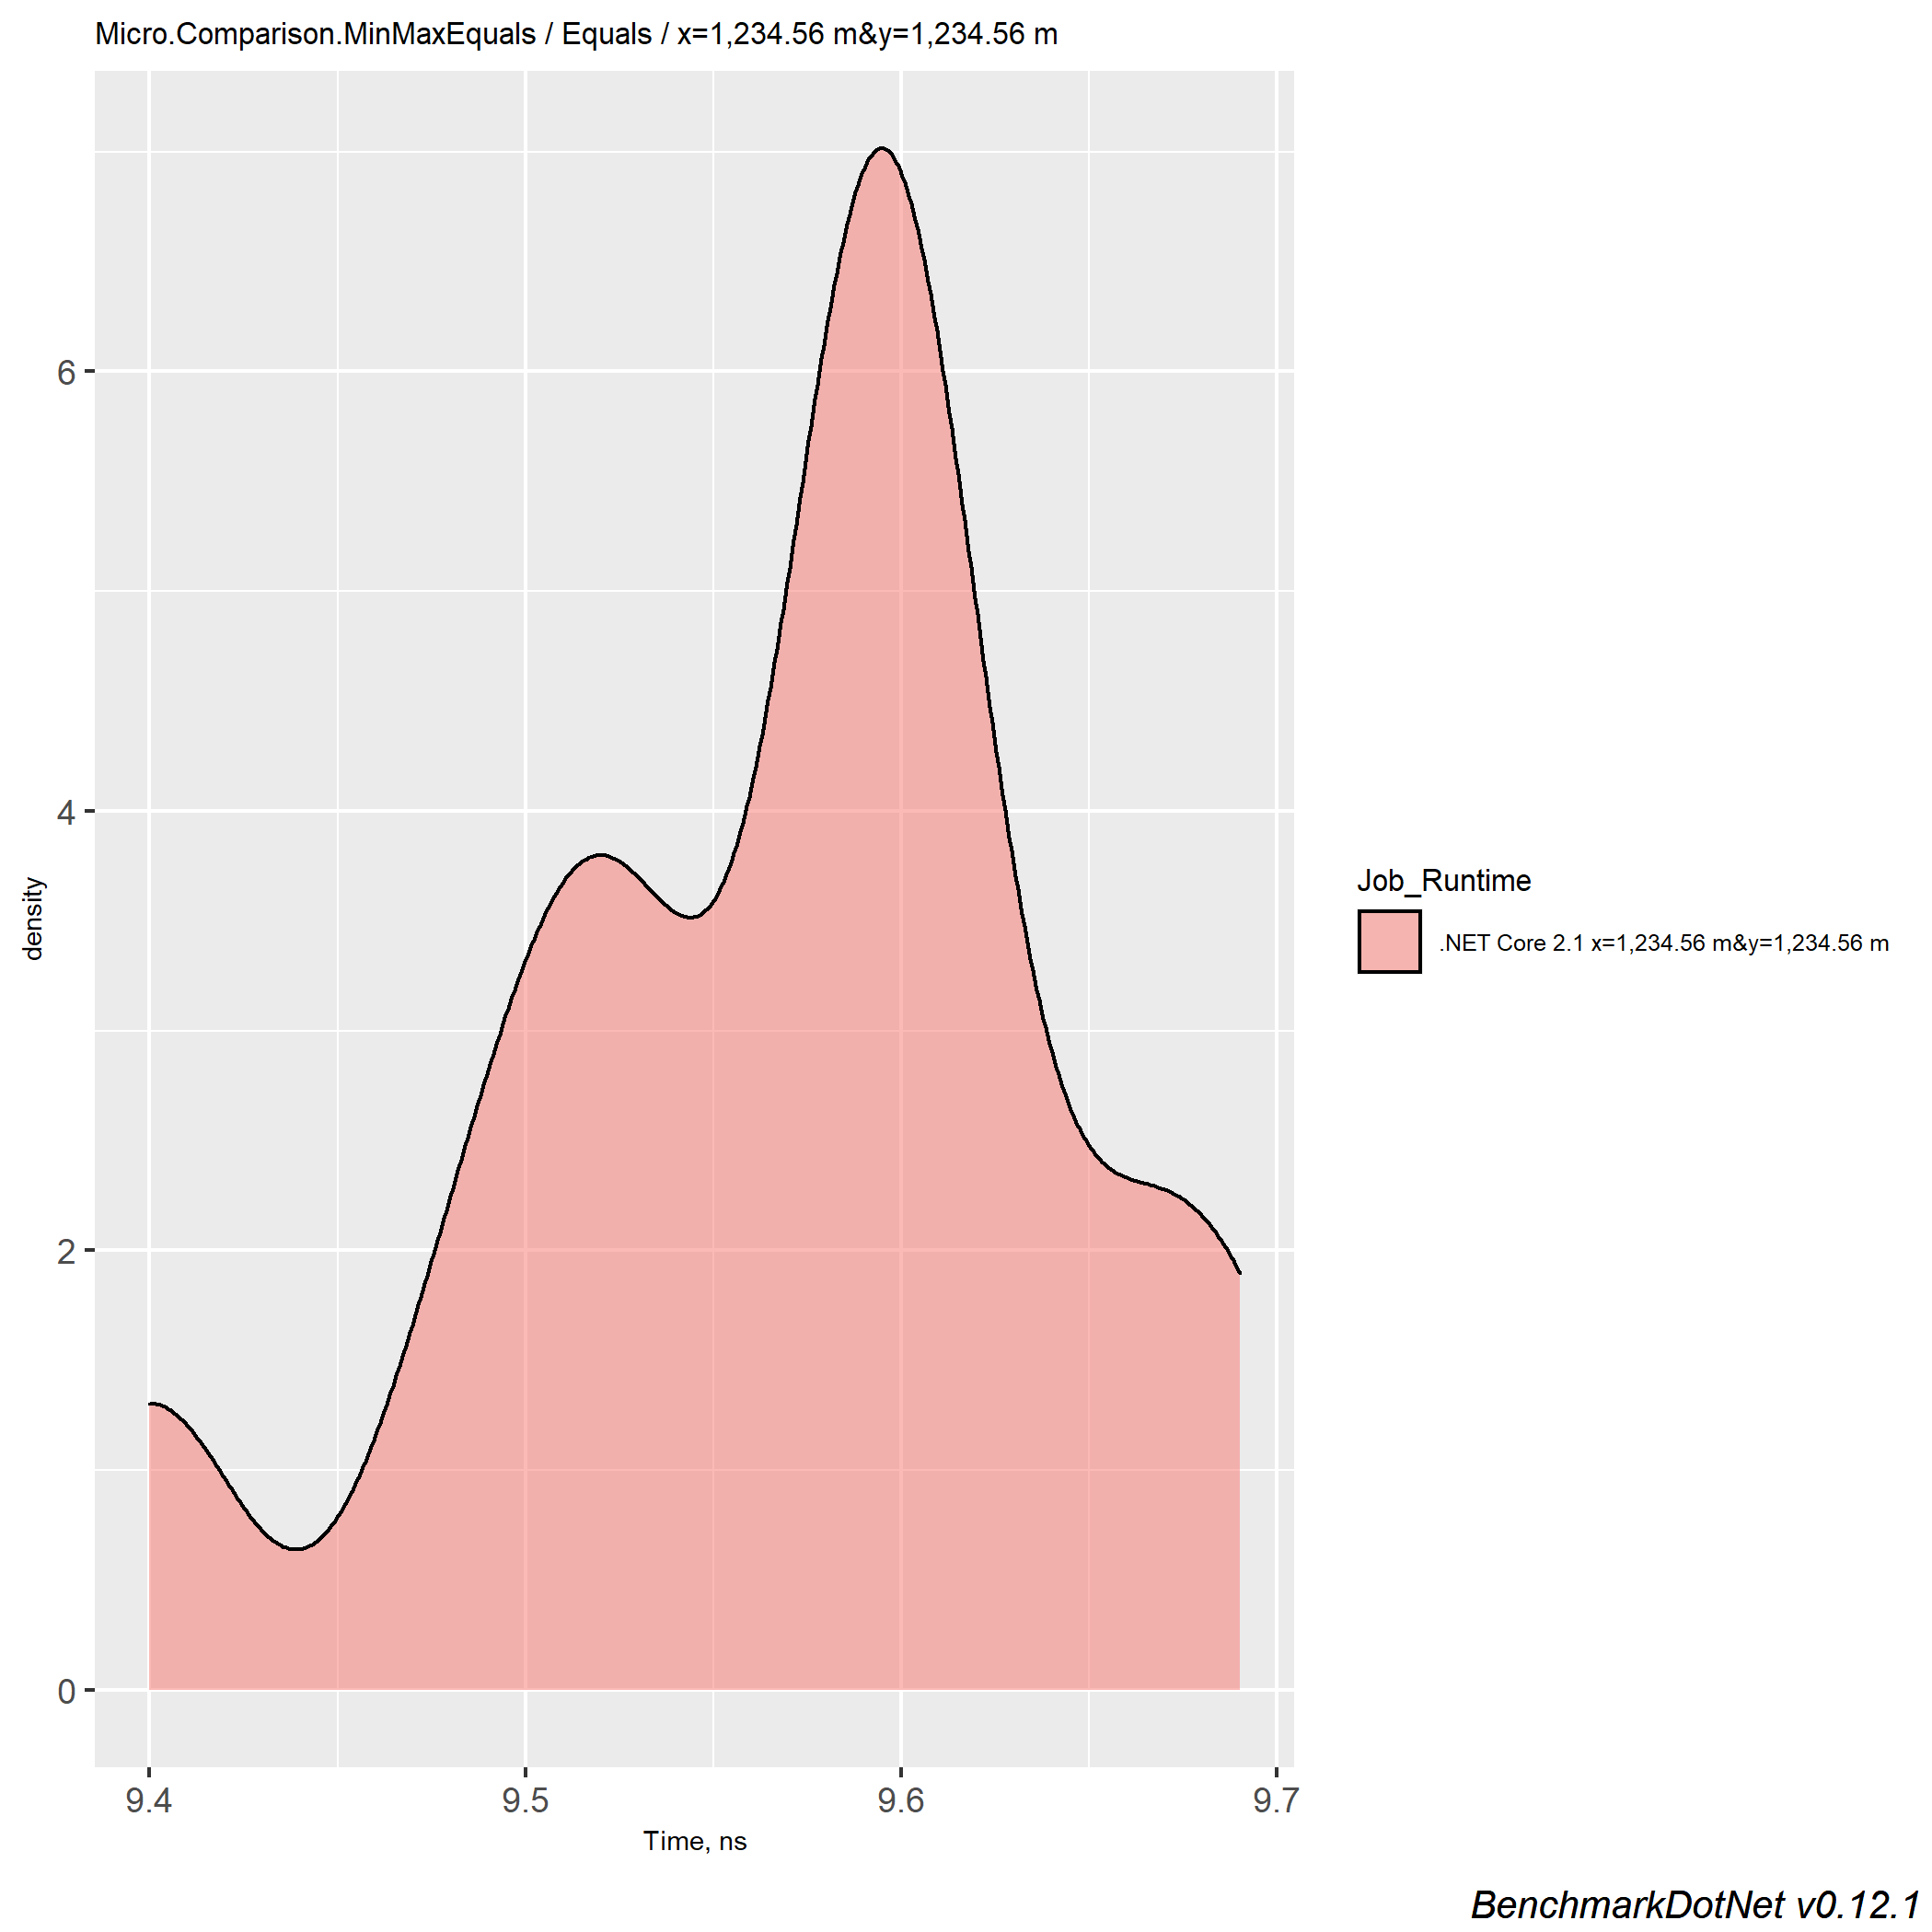 Micro.Comparison.MinMaxEquals / Equals / x=1,234.56 m&y=1,234.56 m
6
4
2
0
density
9.4 9.5 9.6 9.7
Time, ns
Job_Runtime
.NET Core 2.1 x=1,234.56 m&y=1,234.56 m
BenchmarkDotNet v0.12.1